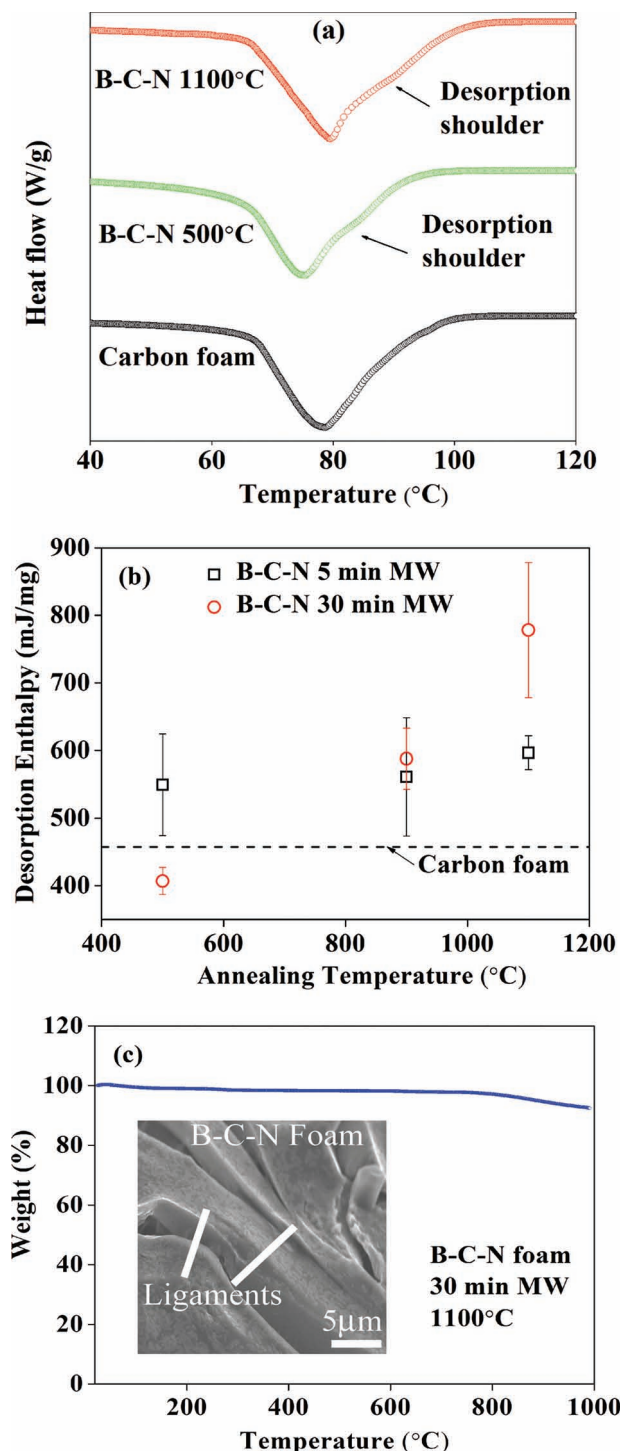 (a)
B-C-N 1100°C
Desorption
shoulder
B-C-N 500°C
Desorption
shoulder
Carbon foam
Heat flow (W/g)
40 60 80 100 120
Temperature (°C)
(b)
B-C-N 5 min MW
B-C-N 30 min MW
Carbon foam
900
800
700
600
500
400
Desorption Enthalpy (mJ/mg)
400 600 800 1000 1200
Annealing Temperature (°C)
(c)
120
100
80
60
40
20
0
Weight (%)
B-C-N Foam
Ligaments
5μm
B-C-N foam
30 min MW
1100°C
200 400 600 800 1000
Temperature (°C)